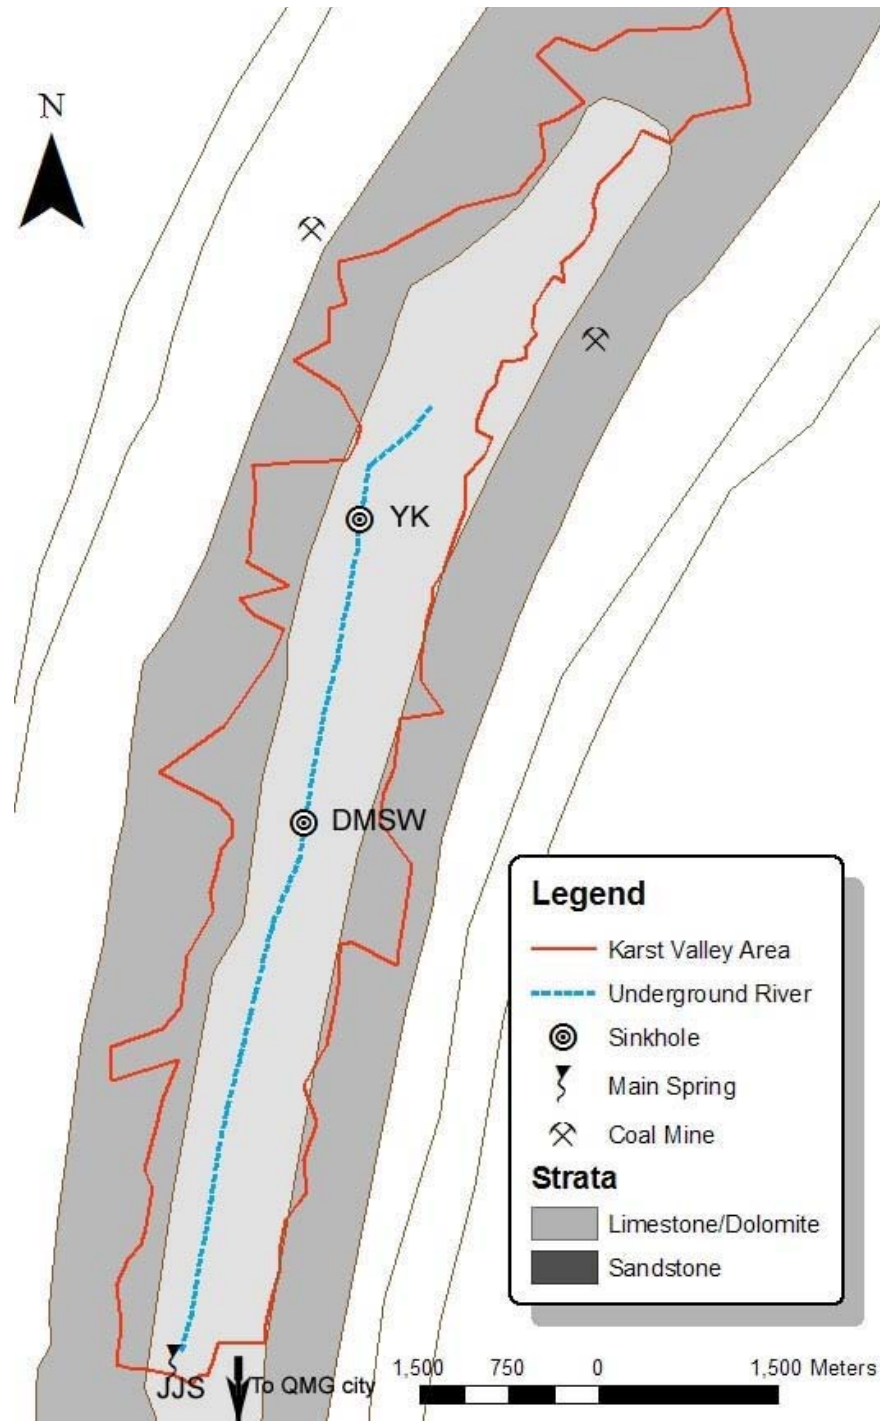 N
YK
DMSW
Legend
Karst Valley Area
Underground River
Sinkhole
Main Spring
Coal Mine
Strata
Limestone/Dolomite
Sandstone
1,500 750 0 1,500 Meters
JJS
To QMG city